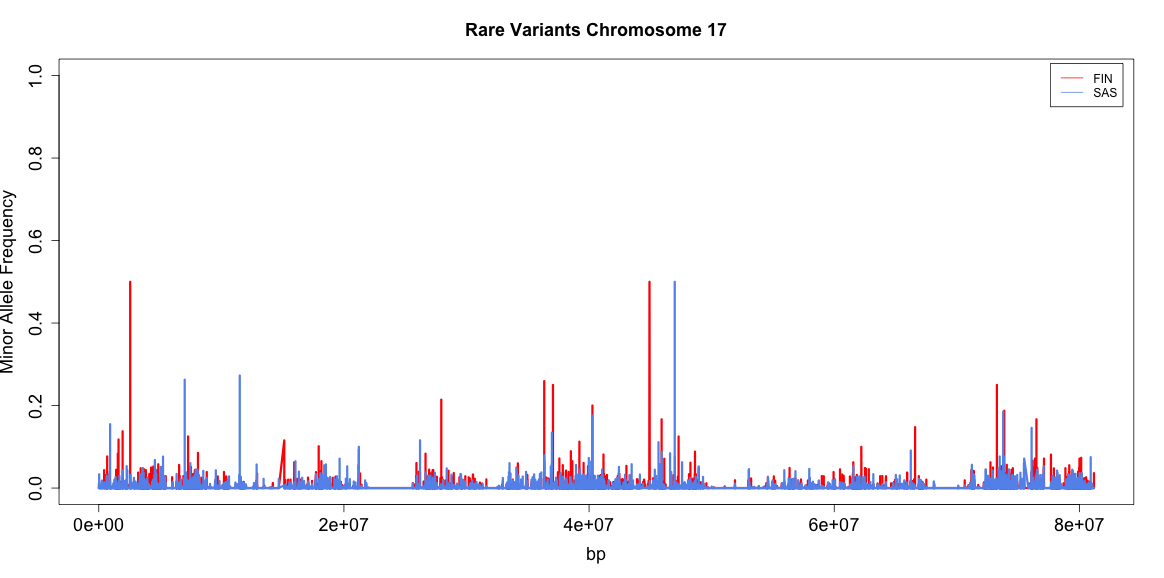 Rare Variants Chromosome 17
FIN
SAS
Minor Allele Frequency
1.0
0.8
0.6
0.4
0.2
0.0
0e+00 2e+07 4e+07 6e+07 8e+07
bp